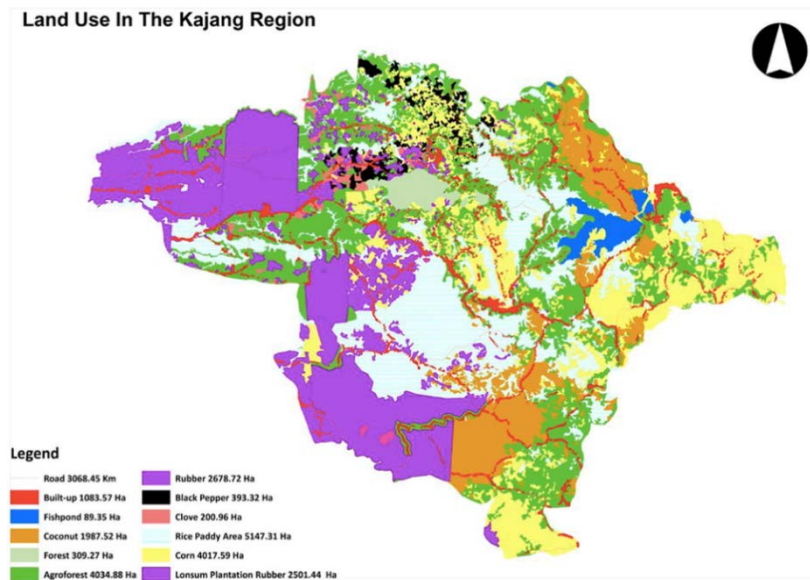 Land Use In The Kajang Region
Legend
Road 3068.45 Km
Built-up 1083.57 Ha
Fishpond 89.35 Ha
Coconut 1987.52 Ha
Forest 309.27 Ha
Agroforest 4034.88 Ha
Rubber 2678.72 Ha
Black Pepper 393.32 Ha
Clove 200.96 Ha
Rice Paddy Area 5147.31 Ha
Corn 4017.59 Ha
Lonsum Plantation Rubber 2501.44 Ha